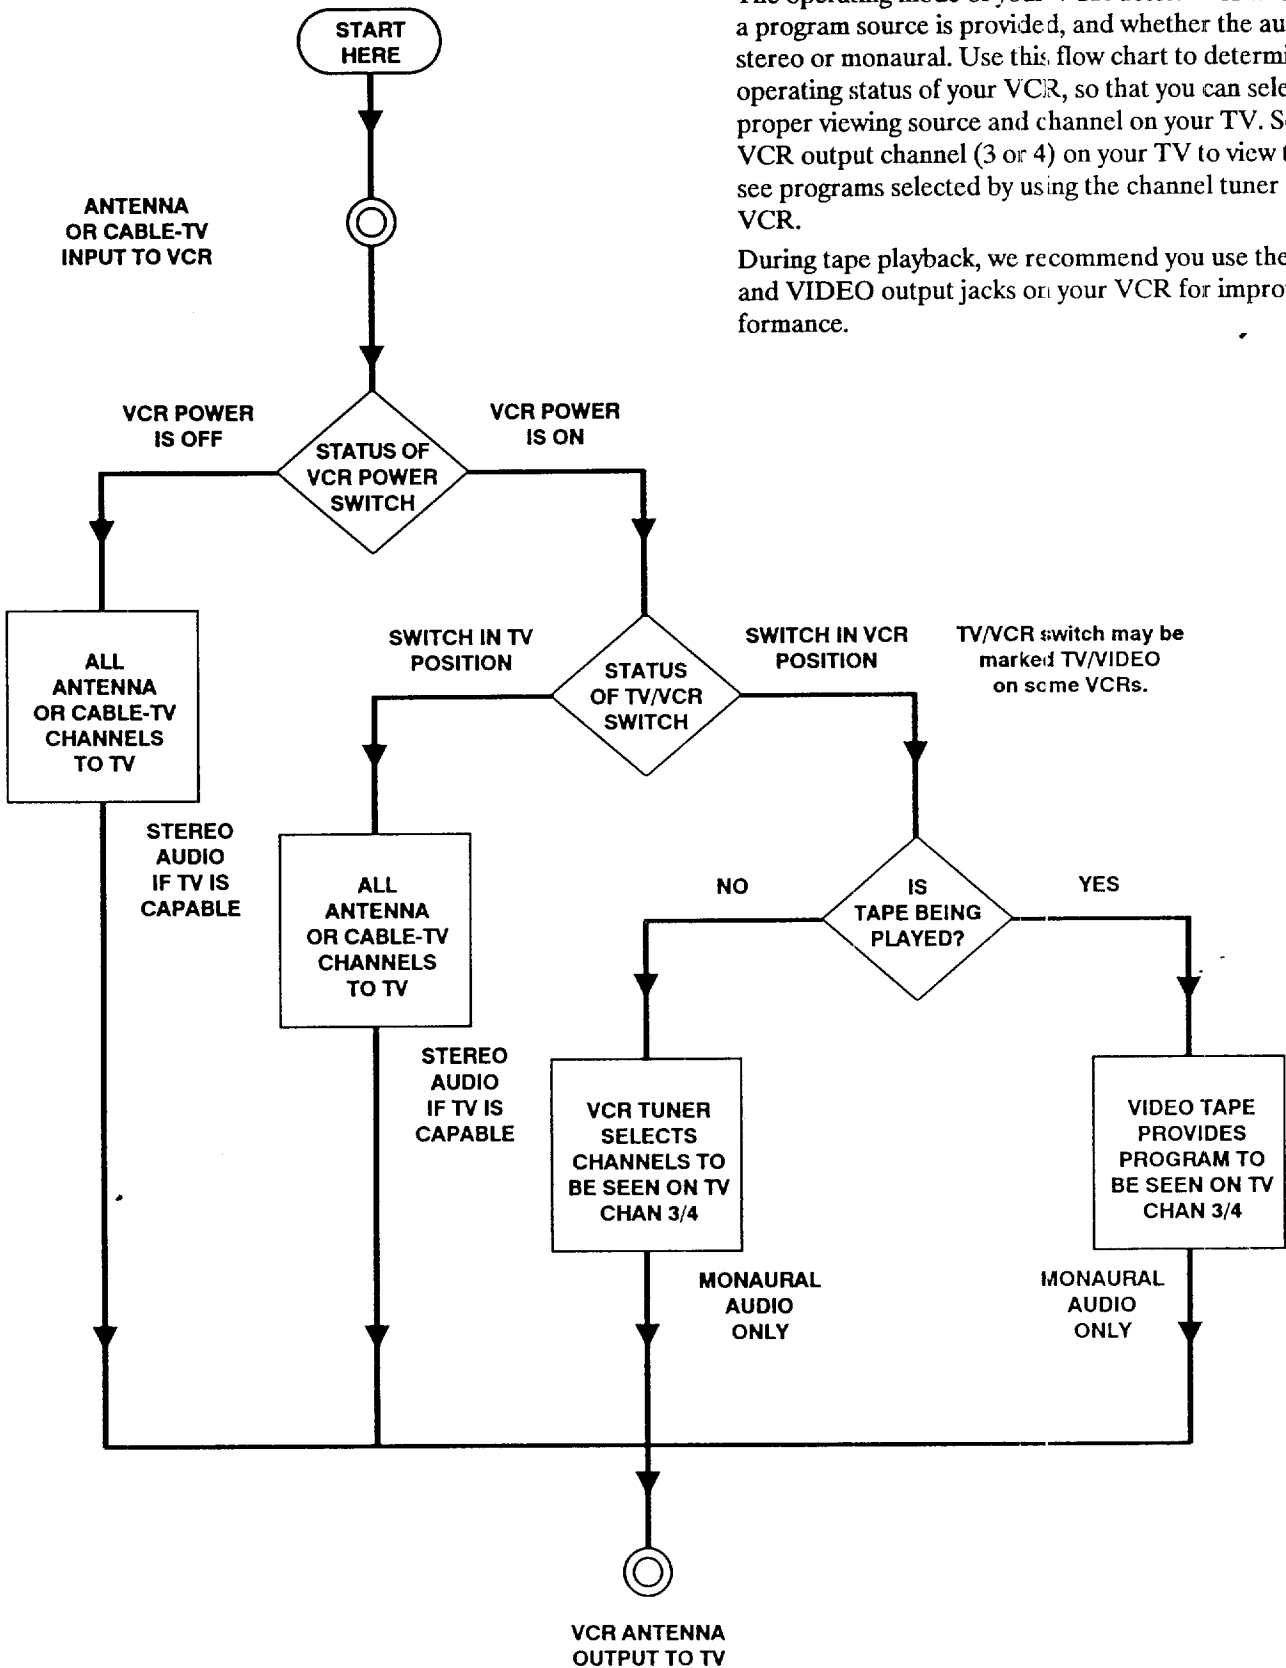 a program source is provided, and whether the au
stereo or monaural. Use this flow chart to determi
operating status of your VCR, so that you can sele
proper viewing source and channel on your TV. S
VCR output channel (3 or 4) on your TV to view t
see programs selected by using the channel tuner
VCR.
During tape playback, we recommend you use the
and VIDEO output jacks on your VCR for impro
formance.
START
HERE
ANTENNA
OR CABLE-TV
INPUT TO VCR
VCR POWER
IS OFF
VCR POWER
IS ON
STATUS OF
VCR POWER
SWITCH
ALL
ANTENNA
OR CABLE-TV
CHANNELS
TO TV
STEREO
AUDIO
IF TV IS
CAPABLE
SWITCH IN TV
POSITION
STATUS
OF TV/VCR
SWITCH
SWITCH IN VCR
POSITION
TV/VCR switch may be
marked TV/VIDEO
on some VCRs.
ALL
ANTENNA
OR CABLE-TV
CHANNELS
TO TV
STEREO
AUDIO
IF TV IS
CAPABLE
NO
IS
TAPE BEING
PLAYED?
YES
VCR TUNER
SELECTS
CHANNELS TO
BE SEEN ON TV
CHAN 3/4
MONAURAL
AUDIO
ONLY
VIDEO TAPE
PROVIDES
PROGRAM TO
BE SEEN ON TV
CHAN 3/4
MONAURAL
AUDIO
ONLY
VCR ANTENNA
OUTPUT TO TV